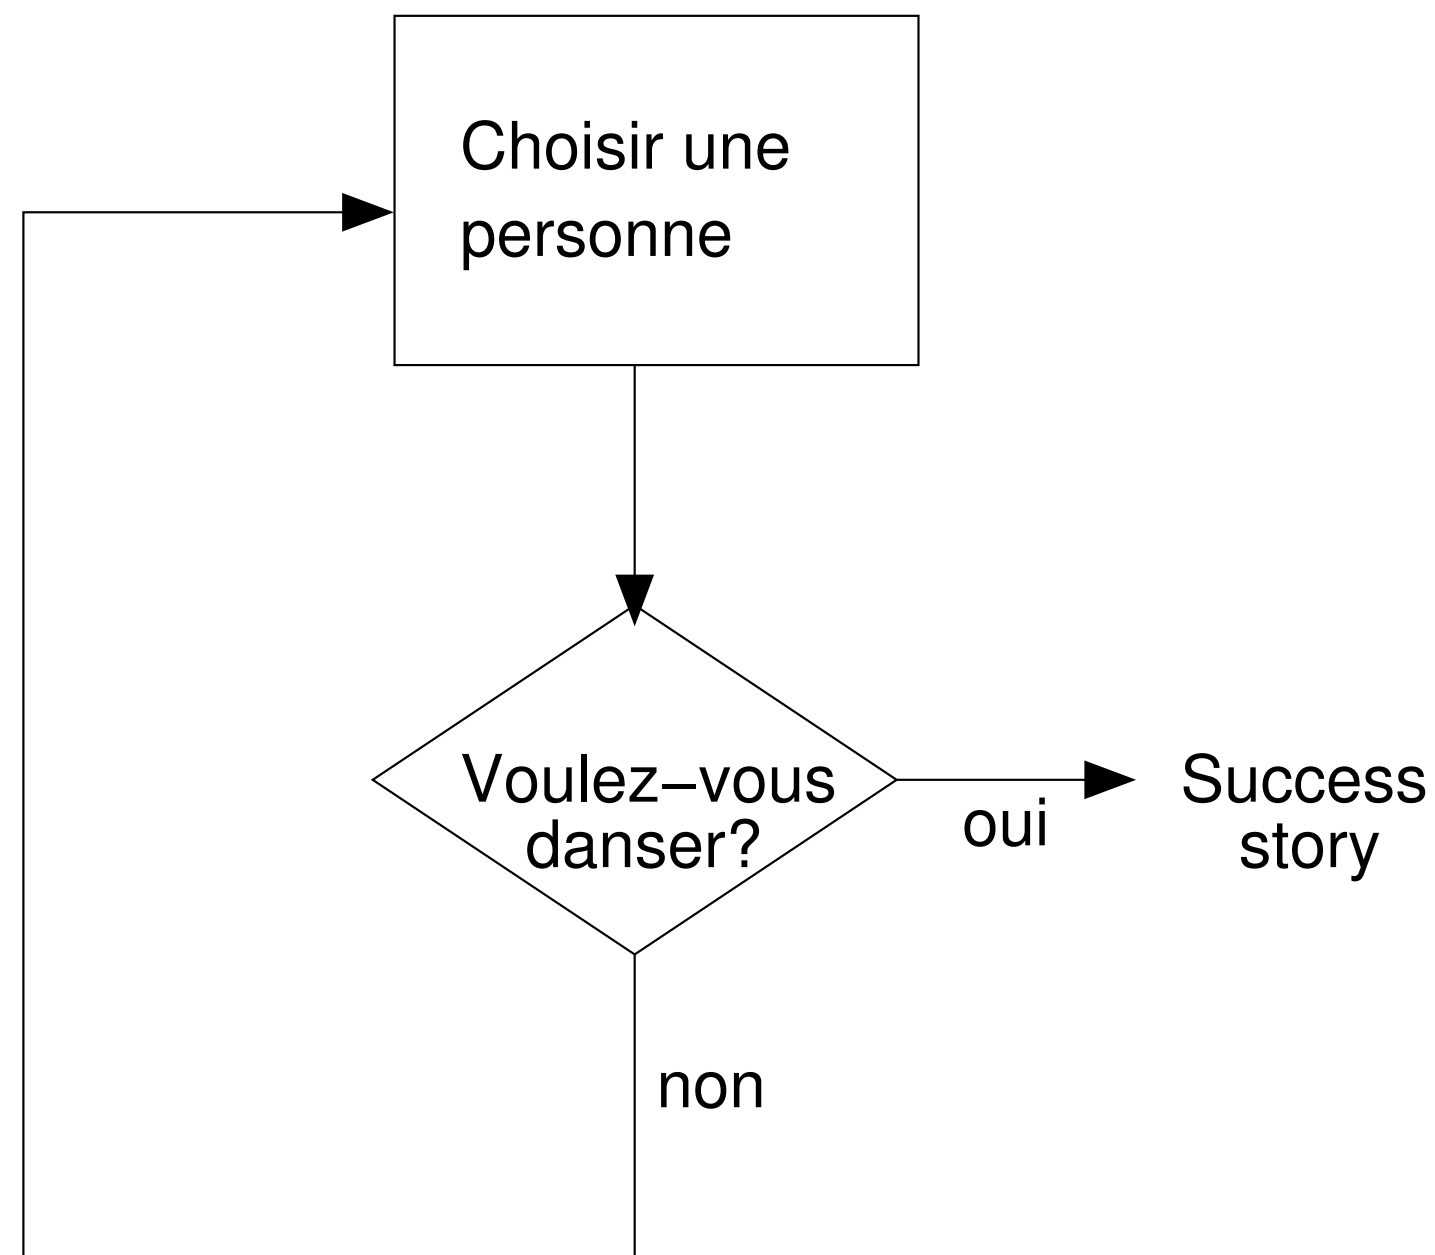 Choisir une
personne
Voulez–vous
danser?
oui
Success
story
non